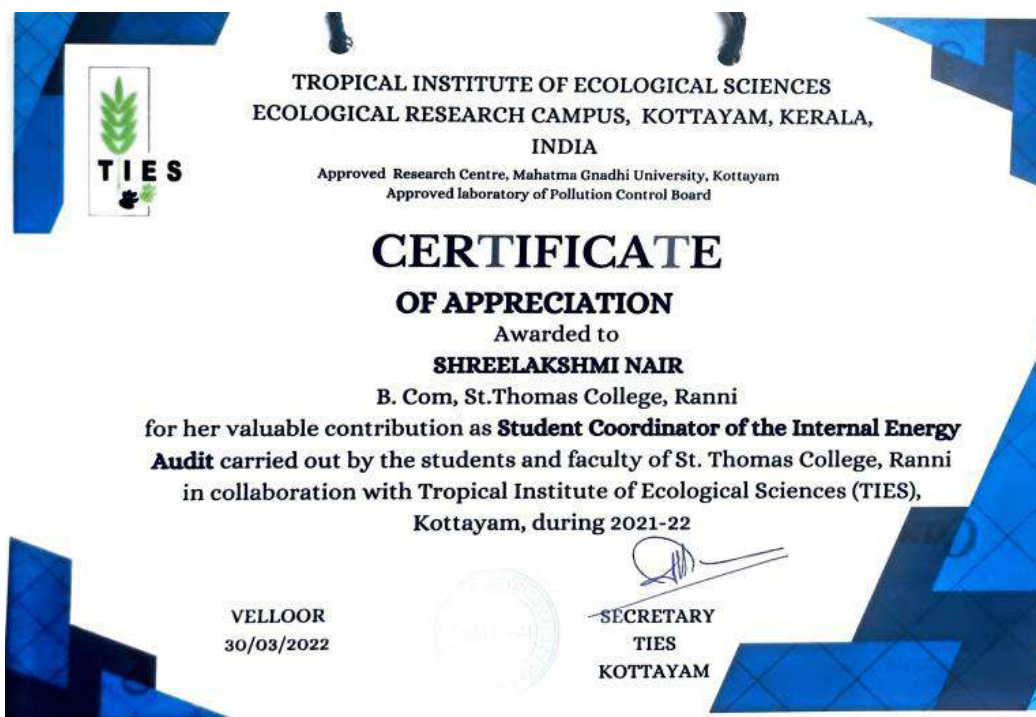 TIES
TROPICAL INSTITUTE OF ECOLOGICAL SCIENCES
ECOLOGICAL RESEARCH CAMPUS, KOTTAYAM, KERALA,
INDIA
Approved Research Centre, Mahatma Gnadhi University, Kottayam
Approved laboratory of Pollution Control Board
CERTIFICATE
OF APPRECIATION
Awarded to
SHREELAKSHMI NAIR
B. Com, St.Thomas College, Ranni
for her valuable contribution as Student Coordinator of the Internal Energy
Audit carried out by the students and faculty of St. Thomas College, Ranni
in collaboration with Tropical Institute of Ecological Sciences (TIES),
Kottayam, during 2021-22
VELLOOR
30/03/2022
SECRETARY
TIES
KOTTAYAM